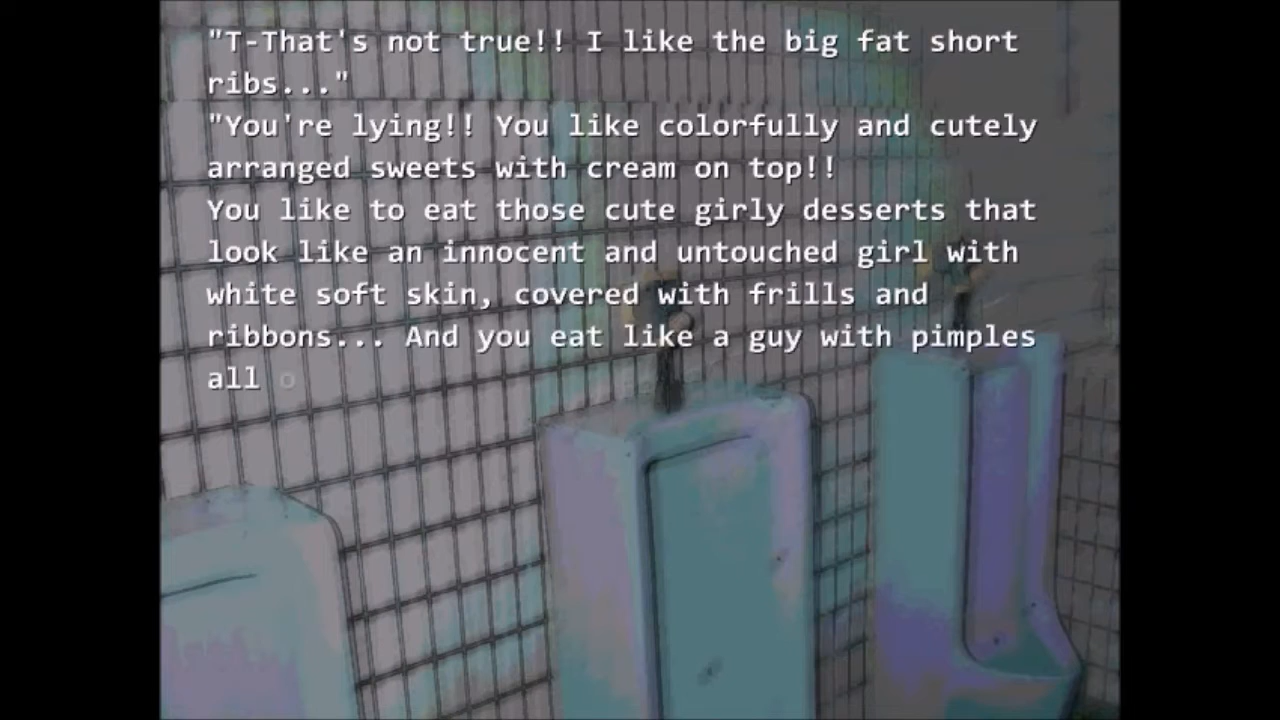 "T-That's not true!! I like the big fat short
ribs..."
"You're lying!! You like colorfully and cutely
arranged sweets with cream on top!!
You like to eat those cute girly desserts that
look like an innocent and untouched girl with
white soft skin, covered with frills and
ribbons... And you eat like a guy with pimples
all o